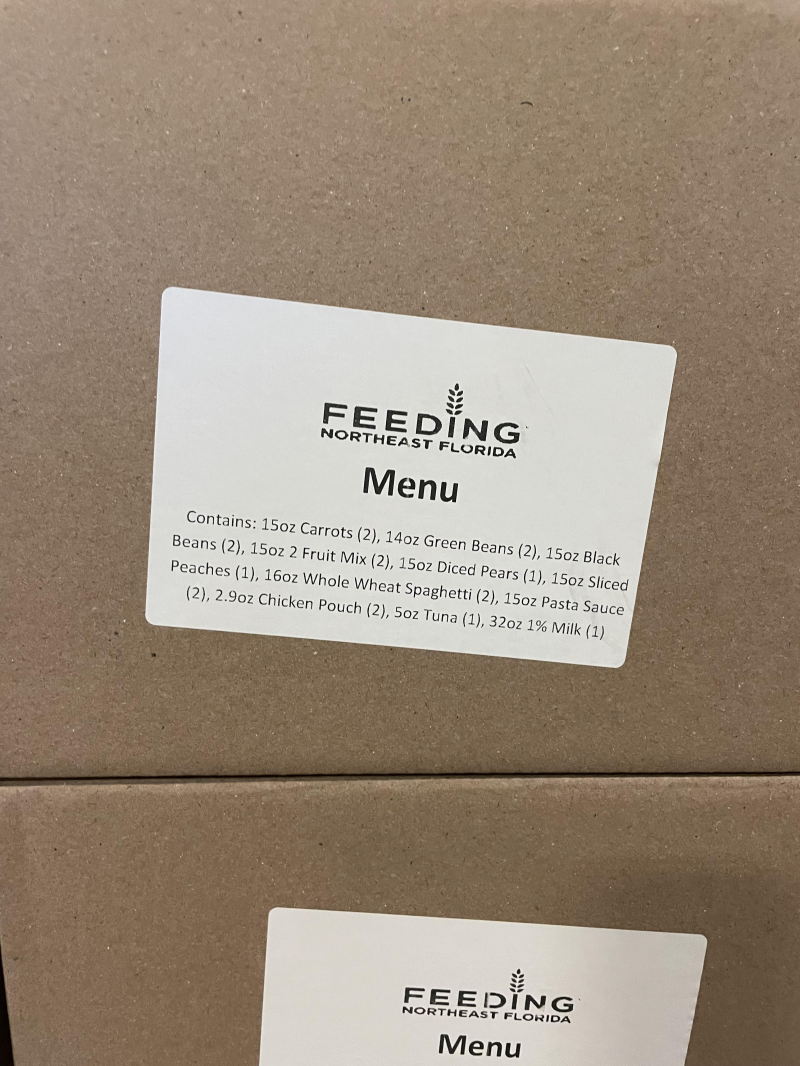 FEEDING
NORTHEAST FLORIDA
Menu
Contains: 15oz Carrots (2), 14oz Green Beans (2), 15oz Black
Beans (2), 15oz 2 Fruit Mix (2), 15oz Diced Pears (1), 15oz Sliced
Peaches (1), 16oz Whole Wheat Spaghetti (2), 15oz Pasta Sauce
(2), 2.9oz Chicken Pouch (2), 5oz Tuna (1), 32oz 1% Milk (1)
FEEDING
NORTHEAST FLORIDA
Menu